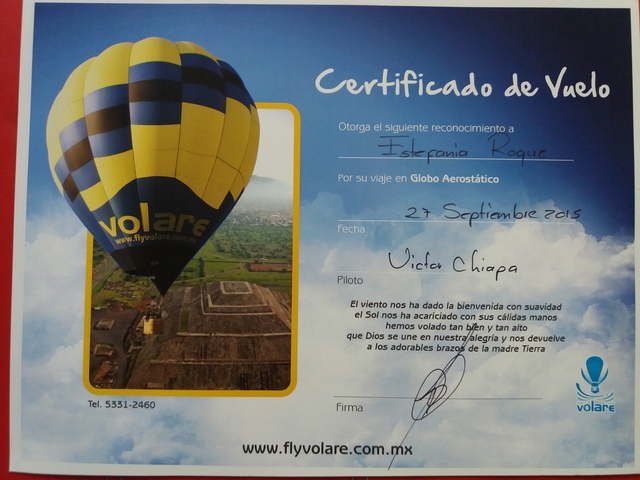 Certificado de Vuelo
Otorga el siguiente reconocimiento a
Estefania Roque
Por su viaje en Globo Aerostático
27 Septiembre 2015
Fecha
Victor Chiapa
Piloto
El viento nos ha dado la bienvenida con suavidad
el Sol nos ha acariciado con sus cálidas manos
hemos volado tan bien y tan alto
que Dios se une en nuestra alegría y nos devuelve
a los adorables brazos de la madre Tierra
Firma
volare
www.flyvolare.com.mx
Tel. 5331-2460
volare
www.flyvolare.com.mx